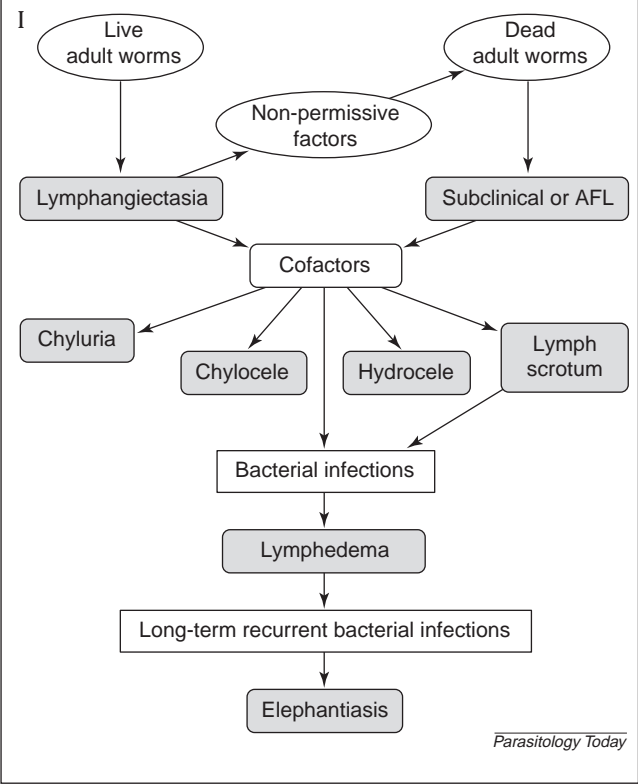 I
Live
adult worms
Dead
adult worms
Non-permissive
factors
Lymphangiectasia
Subclinical or AFL
Cofactors
Chyluria
Chylocele
Hydrocele
Lymph
scrotum
Bacterial infections
Lymphedema
Long-term recurrent bacterial infections
Elephantiasis
Parasitology Today